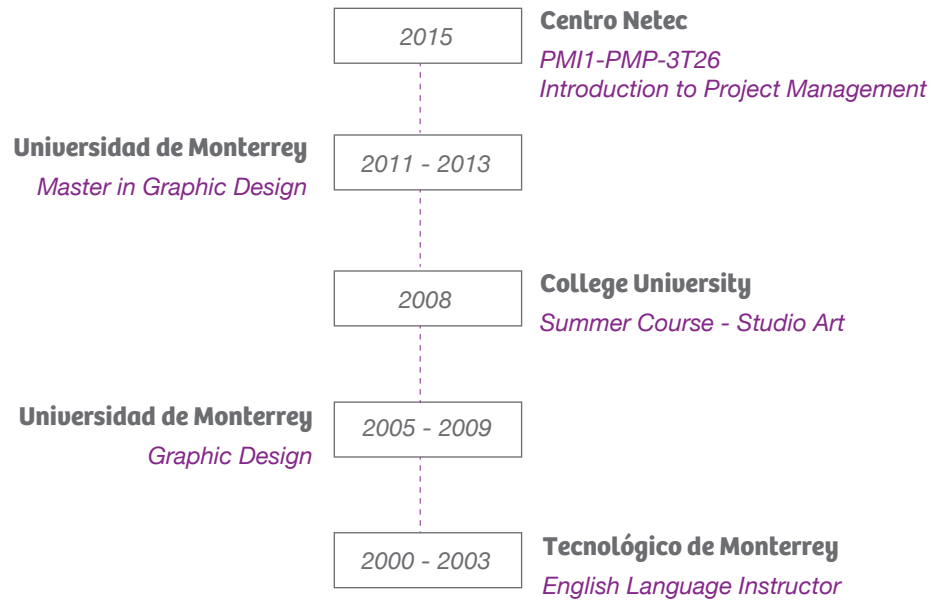 2015
Centro Netec
PMI1-PMP-3T26
Introduction to Project Management
Universidad de Monterrey
Master in Graphic Design
2011 - 2013
2008
College University
Summer Course - Studio Art
Universidad de Monterrey
Graphic Design
2005 - 2009
2000 - 2003
Tecnológico de Monterrey
English Language Instructor